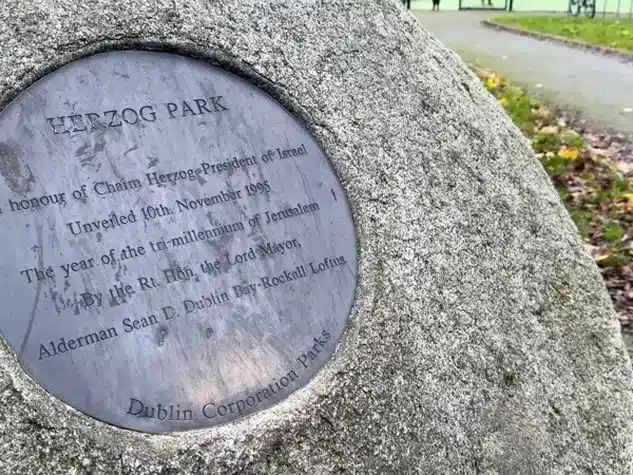 HERZOG PARK
honour of Chaim Herzog President of Israel
Unveiled 10th. November 1995
The year of the tri-millennium of Jerusalem
By the Rt. Hon. the Lord Mayor,
Alderman Sean D. Dublin Bay-Rockall Loftus
Dublin Corporation Parks